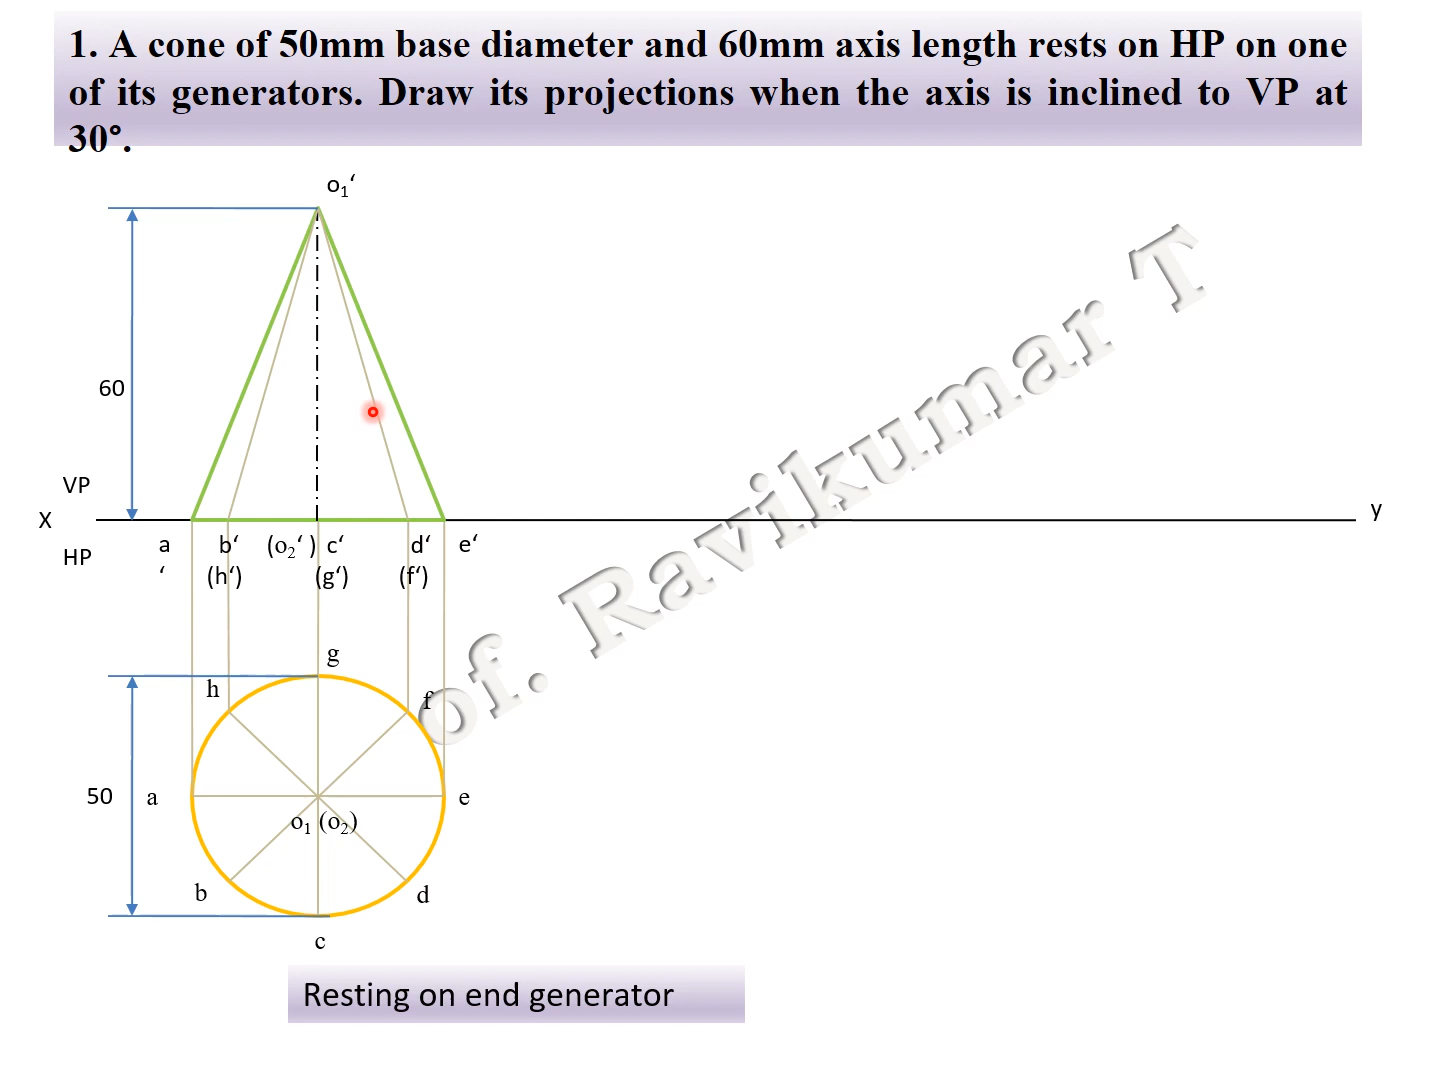 1. A cone of 50mm base diameter and 60mm axis length rests on HP on one
of its generators. Draw its projections when the axis is inclined to VP at
30°.
o₁‘
60
VP
X
y
HP
a
‘
b‘
(o₂‘ )
c‘
d‘
e‘
(h‘)
(g‘)
(f‘)
g
h
f
of. Ravikumar T
50
a
e
o₁ (o₂)
b
d
c
Resting on end generator